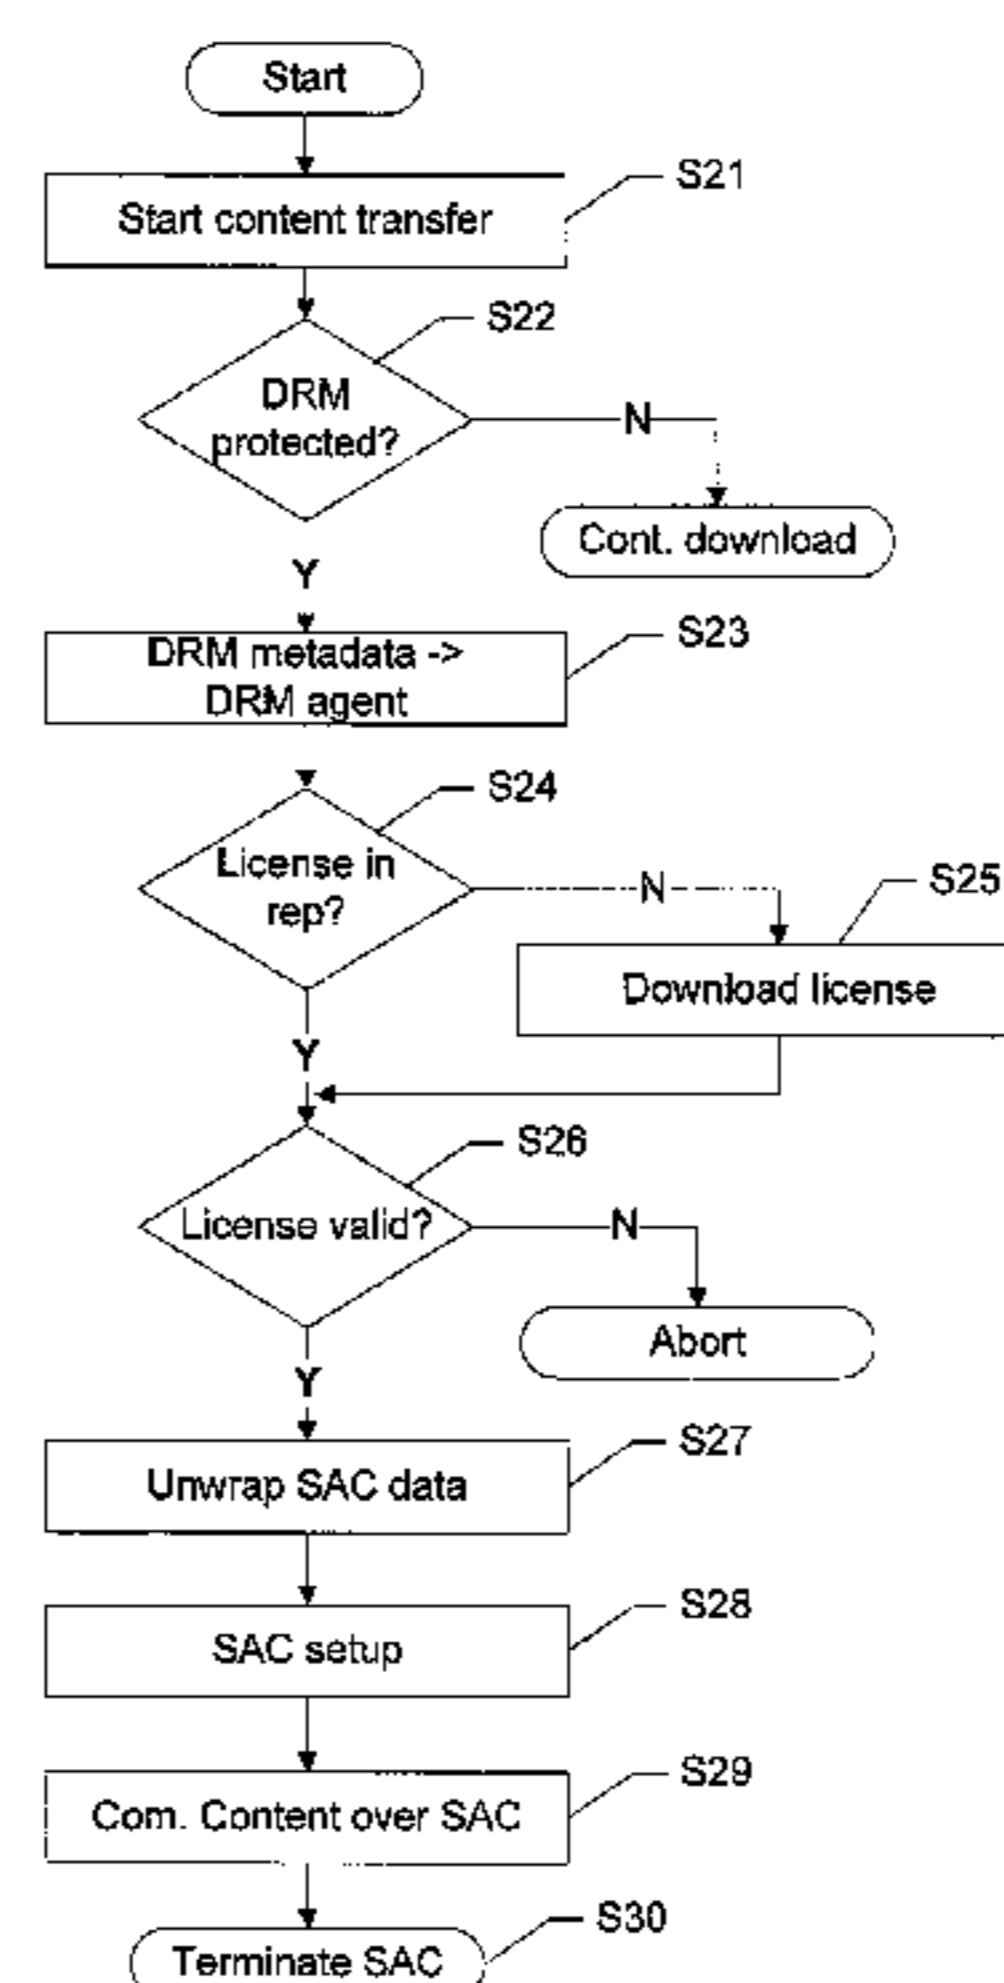 Start
S21
Start content transfer
S22
DRM
protected?
N
Cont. download
Y
S23
DRM metadata ->
DRM agent
S24
License in
rep?
N
S25
Download license
Y
S26
License valid?
N
Abort
Y
S27
Unwrap SAC data
S28
SAC setup
S29
Com. Content over SAC
S30
Terminate SAC